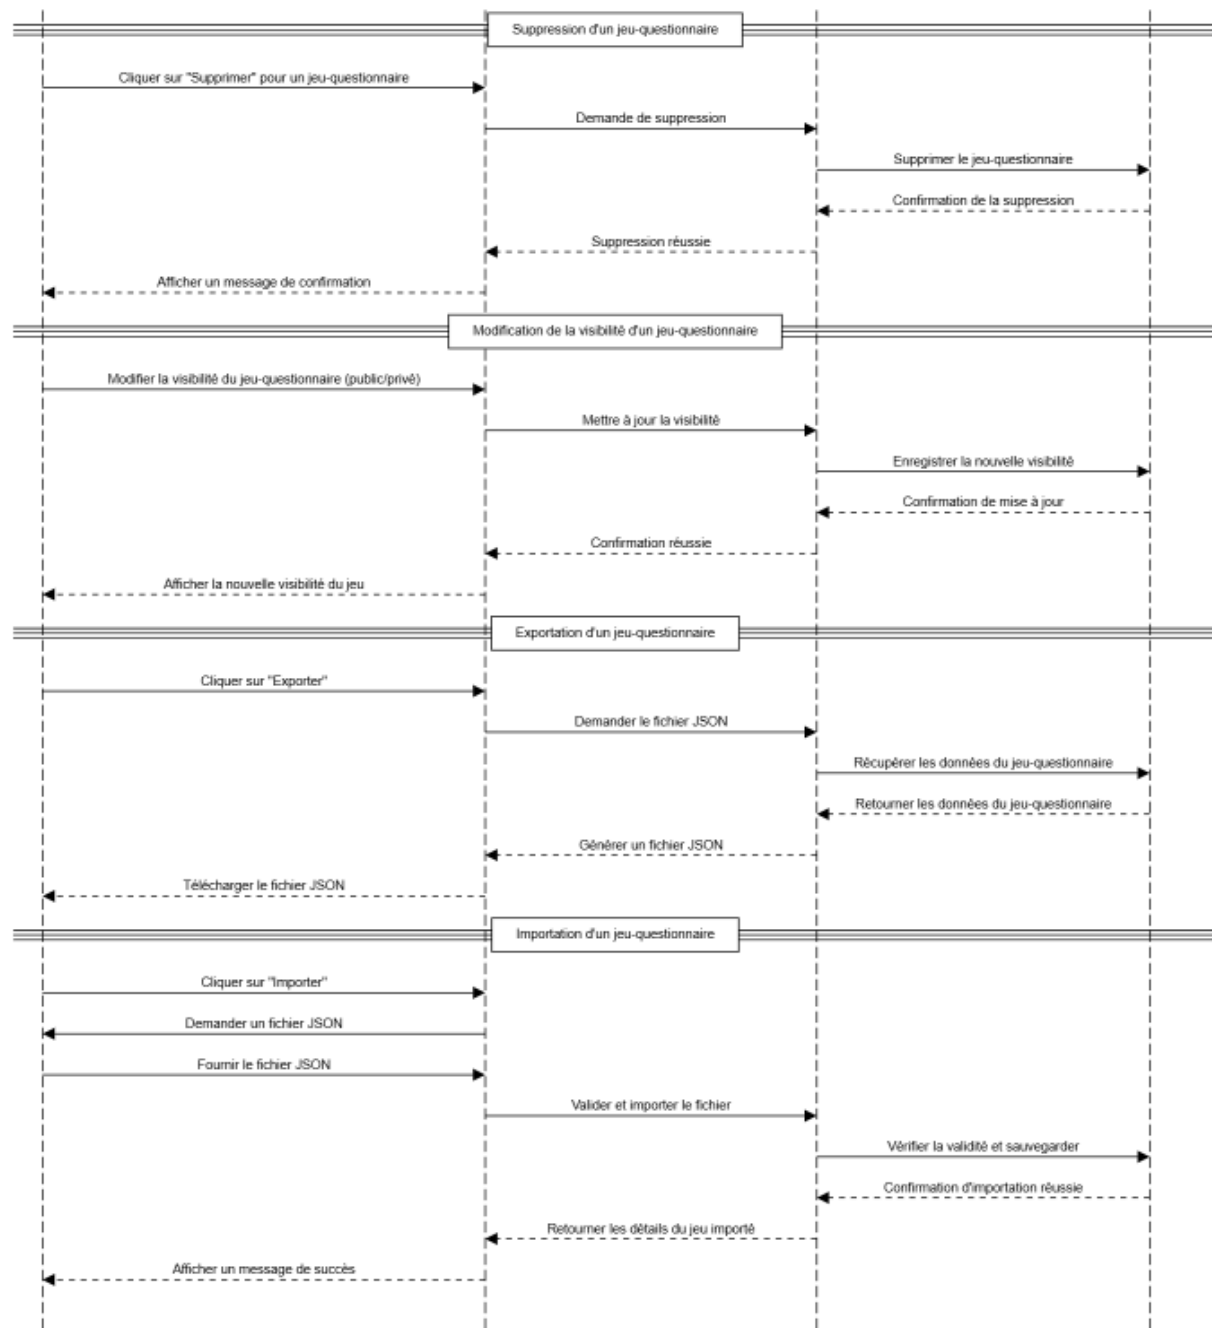 Suppression d'un jeu-questionnaire
Cliquer sur "Supprimer" pour un jeu-questionnaire
Demande de suppression
Supprimer le jeu-questionnaire
Confirmation de la suppression
Suppression réussie
Afficher un message de confirmation
Modification de la visibilité d'un jeu-questionnaire
Modifier la visibilité du jeu-questionnaire (public/privé)
Mettre à jour la visibilité
Enregistrer la nouvelle visibilité
Confirmation de mise à jour
Confirmation réussie
Afficher la nouvelle visibilité du jeu
Exportation d'un jeu-questionnaire
Cliquer sur "Exporter"
Demander le fichier JSON
Récupérer les données du jeu-questionnaire
Retourner les données du jeu-questionnaire
Générer un fichier JSON
Télécharger le fichier JSON
Importation d'un jeu-questionnaire
Cliquer sur "Importer"
Demander un fichier JSON
Fournir le fichier JSON
Valider et importer le fichier
Vérifier la validité et sauvegarder
Confirmation d'importation réussie
Retourner les détails du jeu importé
Afficher un message de succès